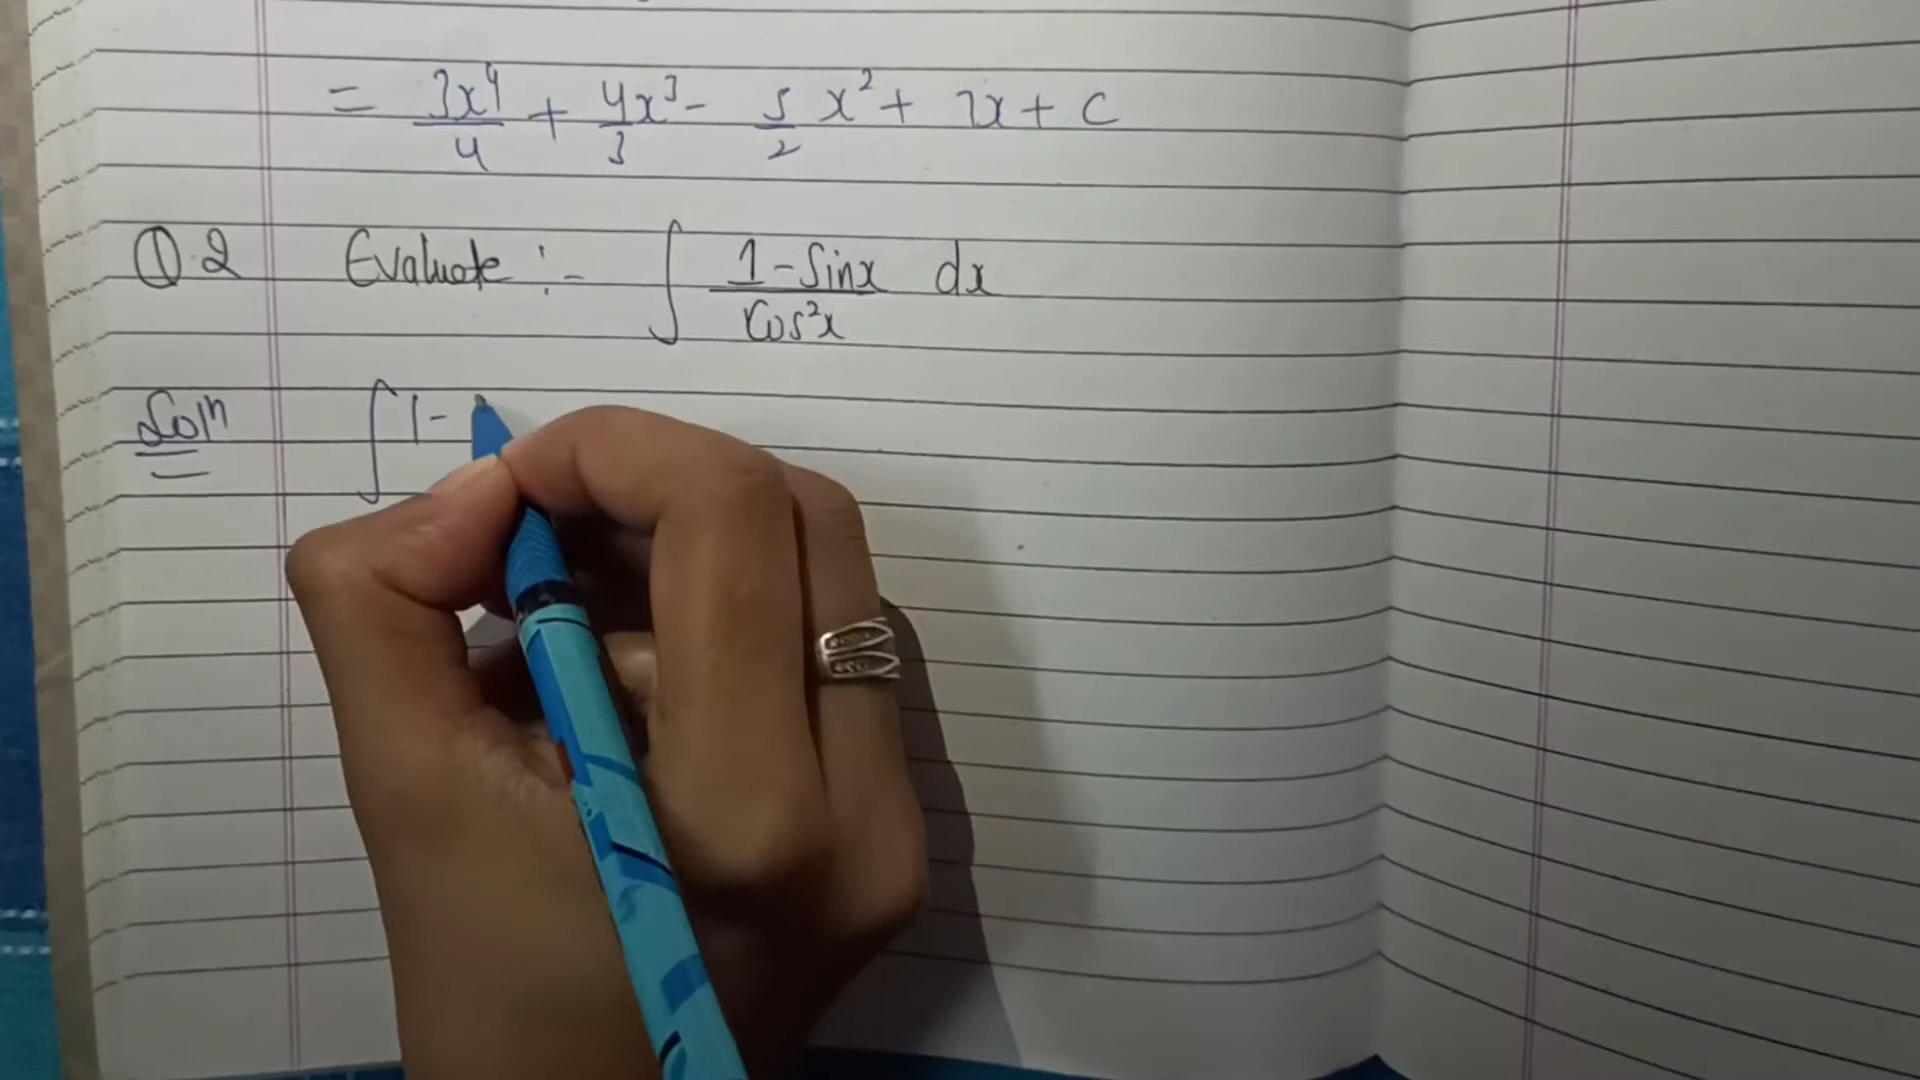 = 3x⁴/4 + 4x³/3 - 5/2 x² + 7x + C
Q.2 Evaluate :- ∫ 1-Sinx/Cos²x dx
Soln ∫ 1-